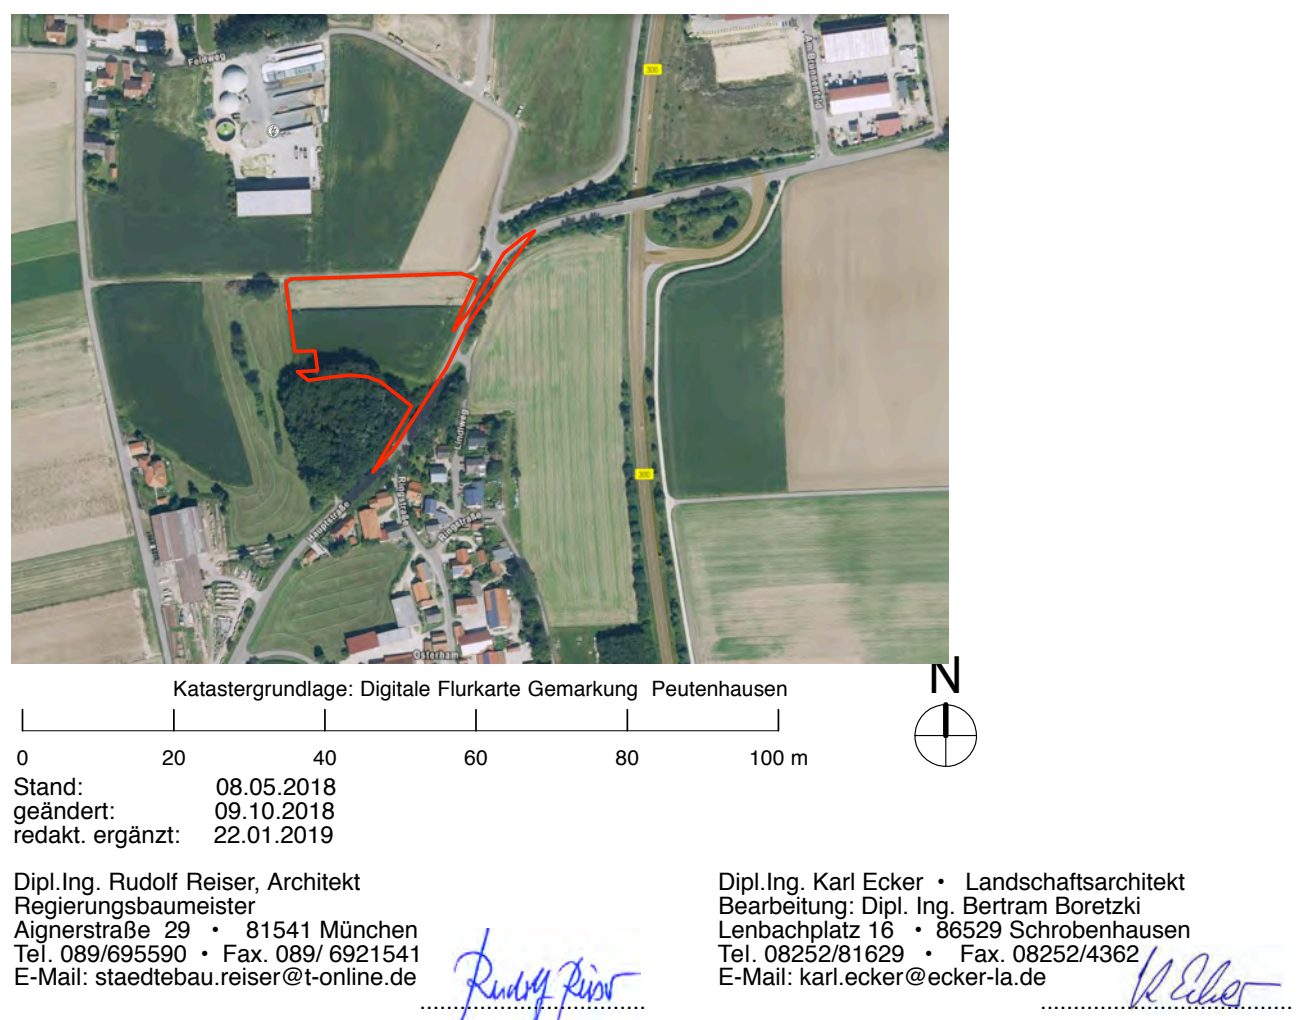 Feldweg
300
Am Brunnenfeld
Lindlweg
300
Ringstraße
Hauptstraße
Ringstraße
Osterham
N
Katastergrundlage: Digitale Flurkarte Gemarkung Peutenhausen
0 20 40 60 80 100 m
Stand: 08.05.2018
geändert: 09.10.2018
redakt. ergänzt: 22.01.2019
Dipl.Ing. Rudolf Reiser, Architekt
Regierungsbaumeister
Aignerstraße 29 • 81541 München
Tel. 089/695590 • Fax. 089/ 6921541
E-Mail: staedtebau.reiser@t-online.de
Rudolf Reiser
Dipl.Ing. Karl Ecker • Landschaftsarchitekt
Bearbeitung: Dipl. Ing. Bertram Boretzki
Lenbachplatz 16 • 86529 Schrobenhausen
Tel. 08252/81629 • Fax. 08252/4362
E-Mail: karl.ecker@ecker-la.de
K Ecker